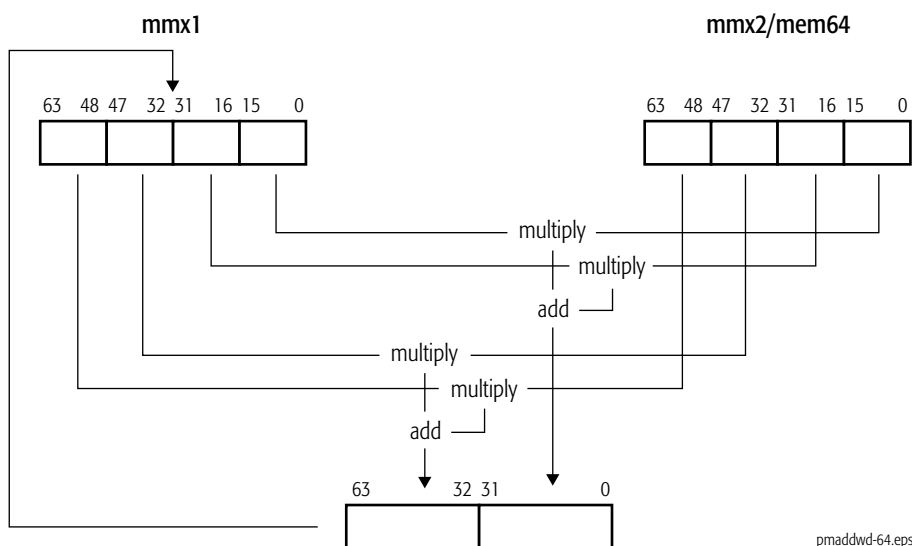 mmx1 mmx2/mem64
63 48 47 32 31 16 15 0 63 48 47 32 31 16 15 0
multiply
multiply
add
multiply
multiply
add
63 32 31 0
pmaddwd-64.eps